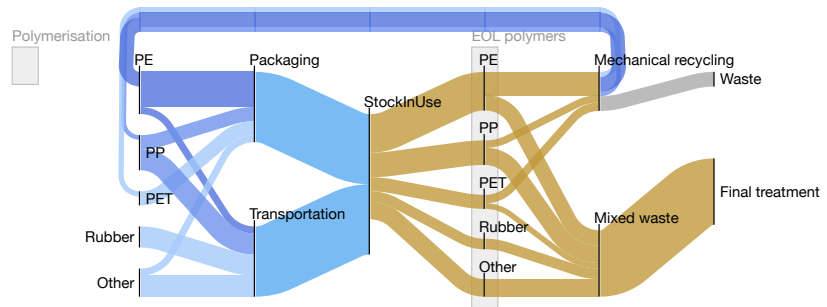 Polymerisation
EOL polymers
PE
Packaging
PE
Mechanical recycling
Waste
StockInUse
PP
PP
PET
PET
Final treatment
Transportation
Mixed waste
Rubber
Rubber
Other
Other